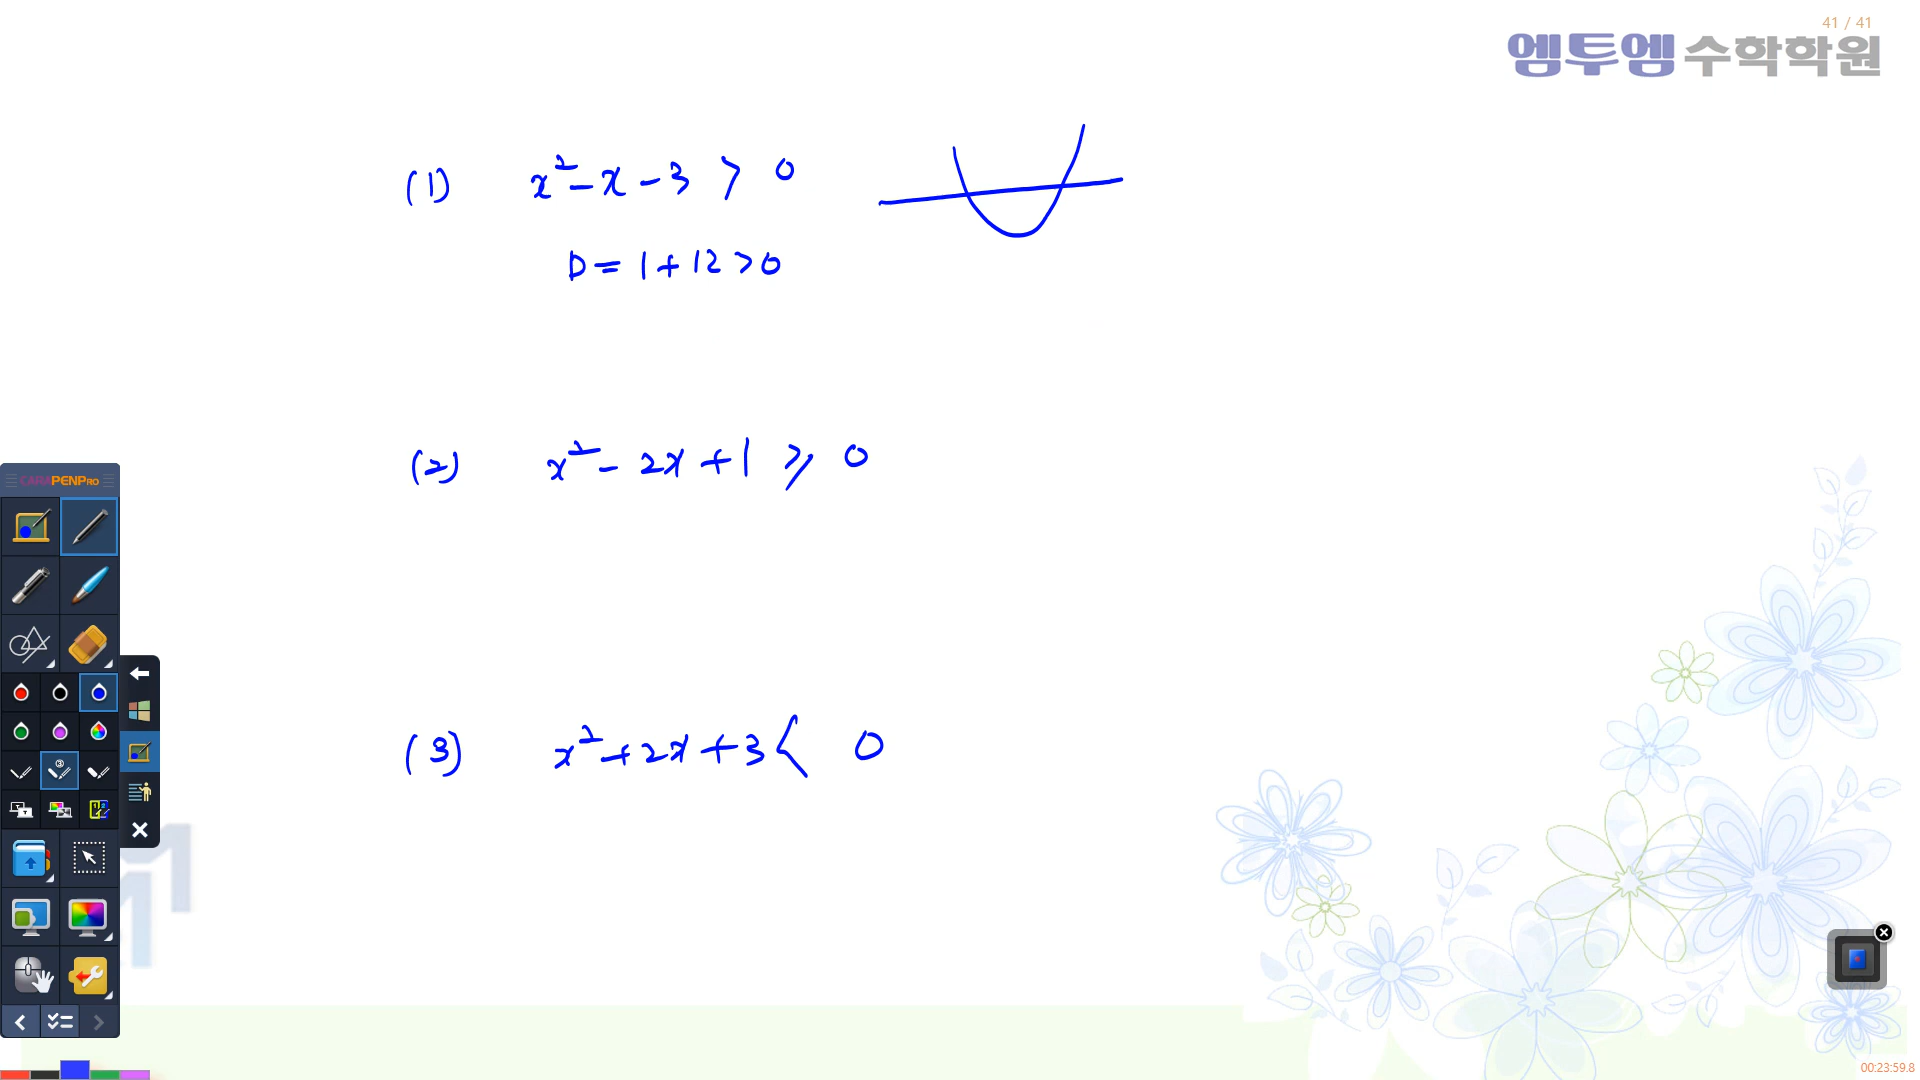 41 / 41
엠투엠 수학학원
(1) x² - x - 3 > 0
D = 1 + 12 > 0
(2) x² - 2x + 1 ≥ 0
CARAPENPRO
(3) x² + 2x + 3 < 0
00:23:59.8